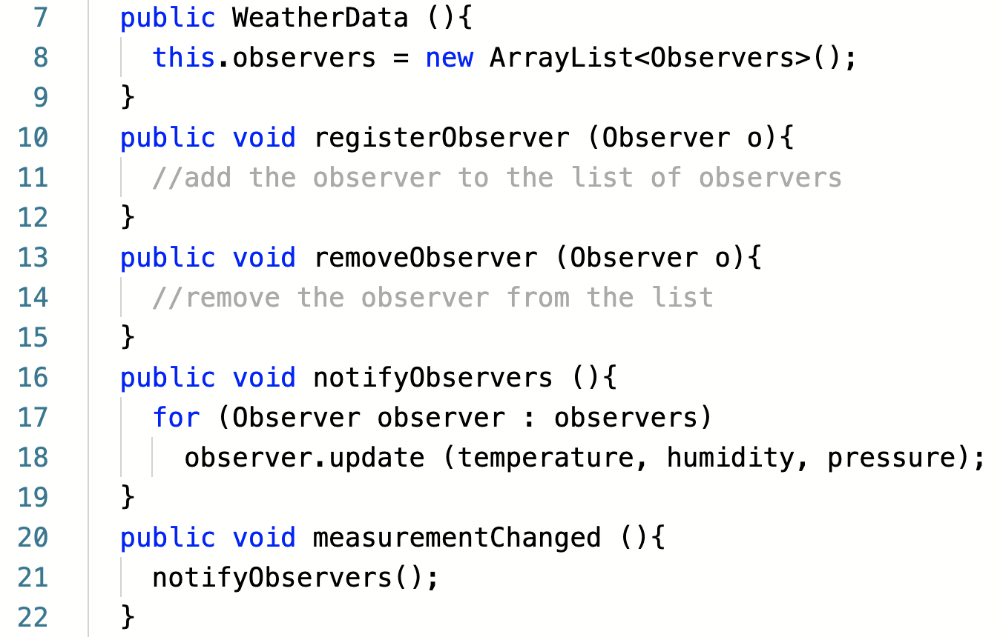 7 public WeatherData (){
8 this.observers = new ArrayList<Observers>();
9 }
10 public void registerObserver (Observer o){
11 //add the observer to the list of observers
12 }
13 public void removeObserver (Observer o){
14 //remove the observer from the list
15 }
16 public void notifyObservers (){
17 for (Observer observer : observers)
18 observer.update (temperature, humidity, pressure);
19 }
20 public void measurementChanged (){
21 notifyObservers();
22 }